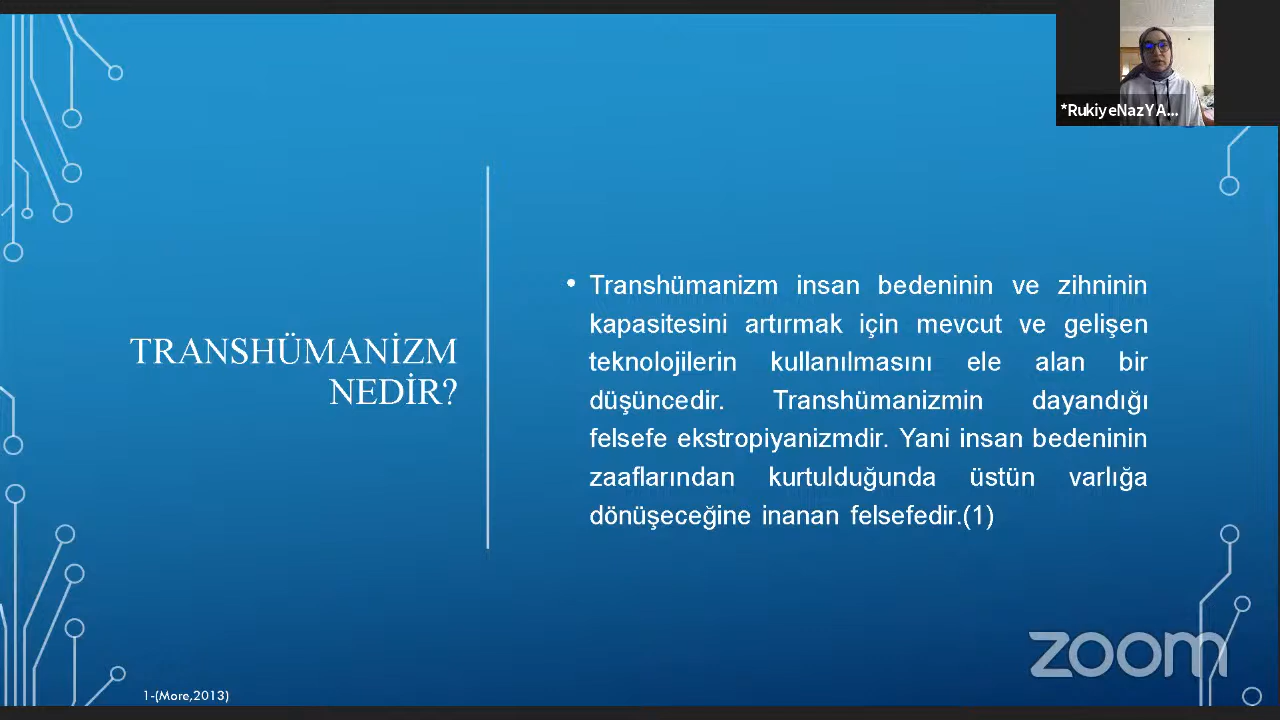 *RukiyeNazYA...
TRANSHÜMANİZM
NEDİR?
• Transhümanizm insan bedeninin ve zihninin
kapasitesini artırmak için mevcut ve gelişen
teknolojilerin kullanılmasını ele alan bir
düşüncedir. Transhümanizmin dayandığı
felsefe ekstropiyanizmdir. Yani insan bedeninin
zaaflarından kurtulduğunda üstün varlığa
dönüşeceğine inanan felsefedir.(1)
zoom
1-(More,2013)